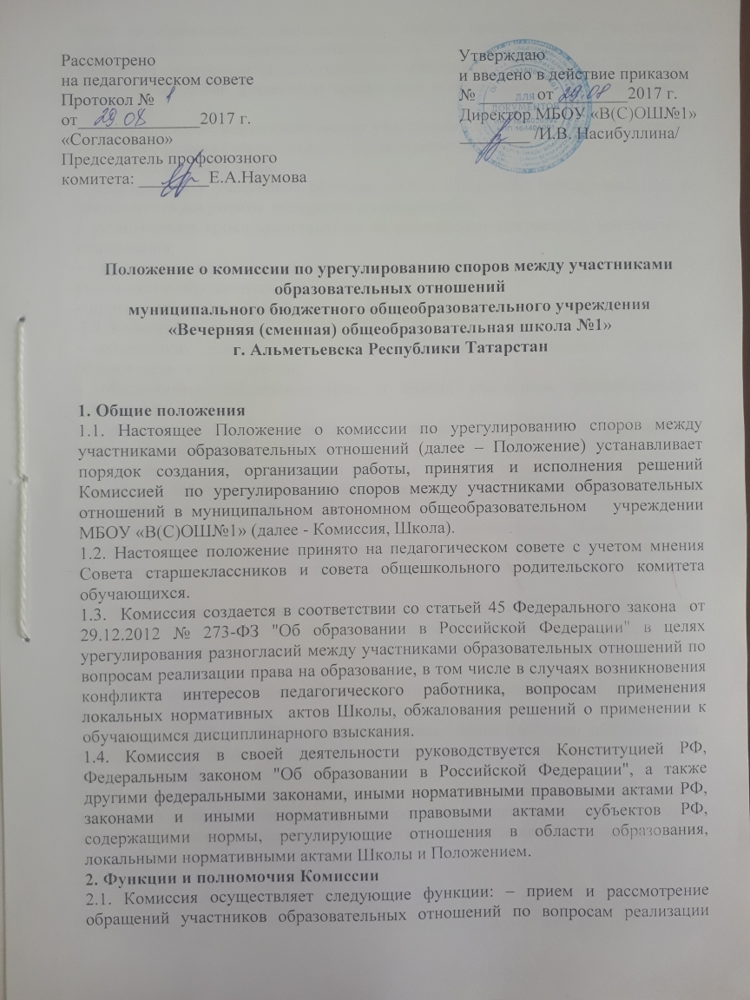 Рассмотрено
на педагогическом совете
Протокол № 1
от 29.08 2017 г.
«Согласовано»
Председатель профсоюзного
комитета: ________Е.А.Наумова
Утверждаю
и введено в действие приказом
№ ______ от 29.08 2017 г.
Директор МБОУ «В(С)ОШ№1»
________ /И.В. Насибуллина/
ДЛЯ
ДОКУМЕНТОВ
Положение о комиссии по урегулированию споров между участниками
образовательных отношений
муниципального бюджетного общеобразовательного учреждения
«Вечерняя (сменная) общеобразовательная школа №1»
г. Альметьевска Республики Татарстан
1. Общие положения
1.1. Настоящее Положение о комиссии по урегулированию споров между
участниками образовательных отношений (далее – Положение) устанавливает
порядок создания, организации работы, принятия и исполнения решений
Комиссией по урегулированию споров между участниками образовательных
отношений в муниципальном автономном общеобразовательном учреждении
МБОУ «В(С)ОШ№1» (далее - Комиссия, Школа).
1.2. Настоящее положение принято на педагогическом совете с учетом мнения
Совета старшеклассников и совета общешкольного родительского комитета
обучающихся.
1.3. Комиссия создается в соответствии со статьей 45 Федерального закона от
29.12.2012 № 273-ФЗ "Об образовании в Российской Федерации" в целях
урегулирования разногласий между участниками образовательных отношений по
вопросам реализации права на образование, в том числе в случаях возникновения
конфликта интересов педагогического работника, вопросам применения
локальных нормативных актов Школы, обжалования решений о применении к
обучающимся дисциплинарного взыскания.
1.4. Комиссия в своей деятельности руководствуется Конституцией РФ,
Федеральным законом "Об образовании в Российской Федерации", а также
другими федеральными законами, иными нормативными правовыми актами РФ,
законами и иными нормативными правовыми актами субъектов РФ,
содержащими нормы, регулирующие отношения в области образования,
локальными нормативными актами Школы и Положением.
2. Функции и полномочия Комиссии
2.1. Комиссия осуществляет следующие функции: – прием и рассмотрение
обращений участников образовательных отношений по вопросам реализации